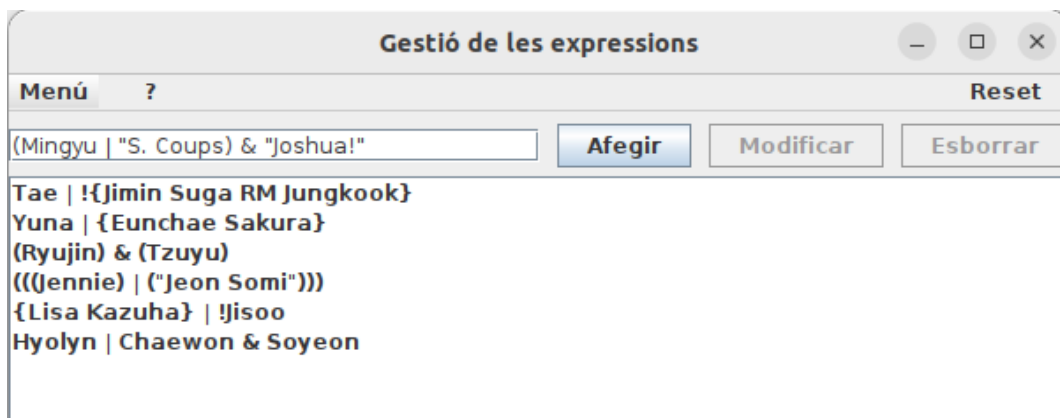 Gestió de les expressions
Menú ? Reset
(Mingyu | "S. Coups) & "Joshua!" Afegir Modificar Esborrar
Tae | !{Jimin Suga RM Jungkook}
Yuna | {Eunchae Sakura}
(Ryujin) & (Tzuyu)
(((Jennie) | ("Jeon Somi")))
{Lisa Kazuha} | !Jisoo
Hyolyn | Chaewon & Soyeon